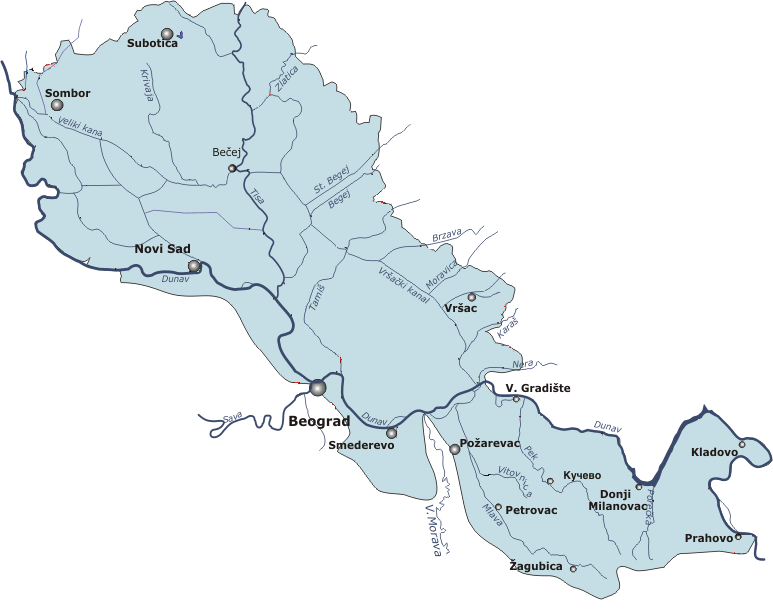 Subotica
Zlatica
Krivaja
Sombor
Veliki kana
Bečej
St. Begej
Begej
Tisa
Brzava
Novi Sad
Moravica
Dunav
Vršački kanal
Tamiš
Vršac
Karaš
Nera
V. Gradište
Sava
Beograd
Dunav
Dunav
Smederevo
Požarevac
Pek
Kladovo
Vitovnica
Кучево
Donji
Milanovac
Petrovac
Mlava
V. Morava
Prahovo
Žagubica